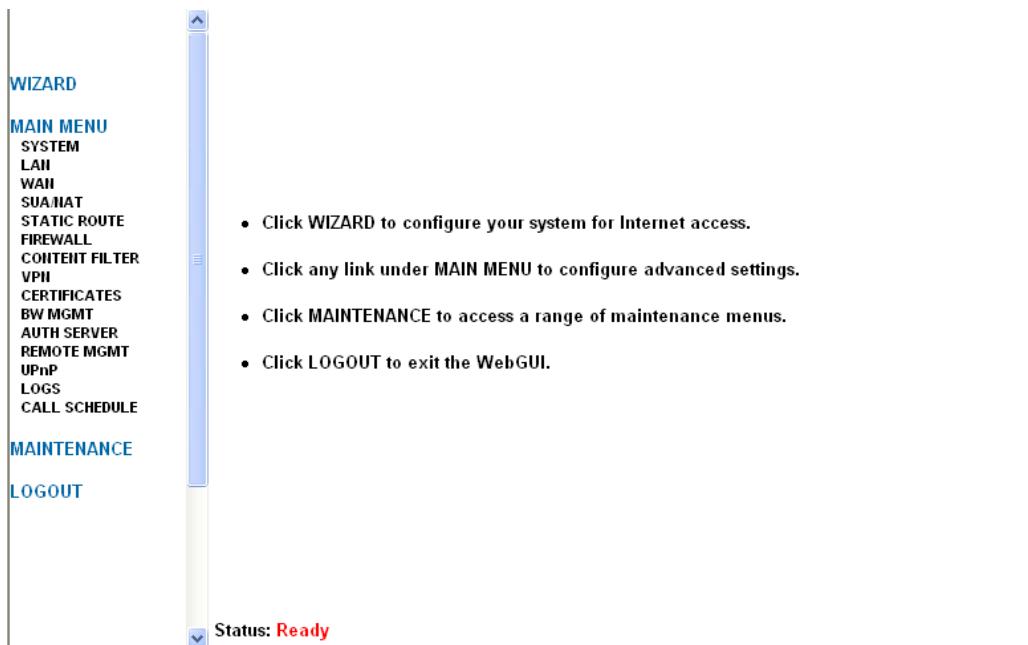 WIZARD
MAIN MENU
SYSTEM
LAN
WAN
SUA/NAT
STATIC ROUTE
FIREWALL
CONTENT FILTER
VPN
CERTIFICATES
BW MGMT
AUTH SERVER
REMOTE MGMT
UPnP
LOGS
CALL SCHEDULE
MAINTENANCE
LOGOUT
• Click WIZARD to configure your system for Internet access.
• Click any link under MAIN MENU to configure advanced settings.
• Click MAINTENANCE to access a range of maintenance menus.
• Click LOGOUT to exit the WebGUI.
Status: Ready